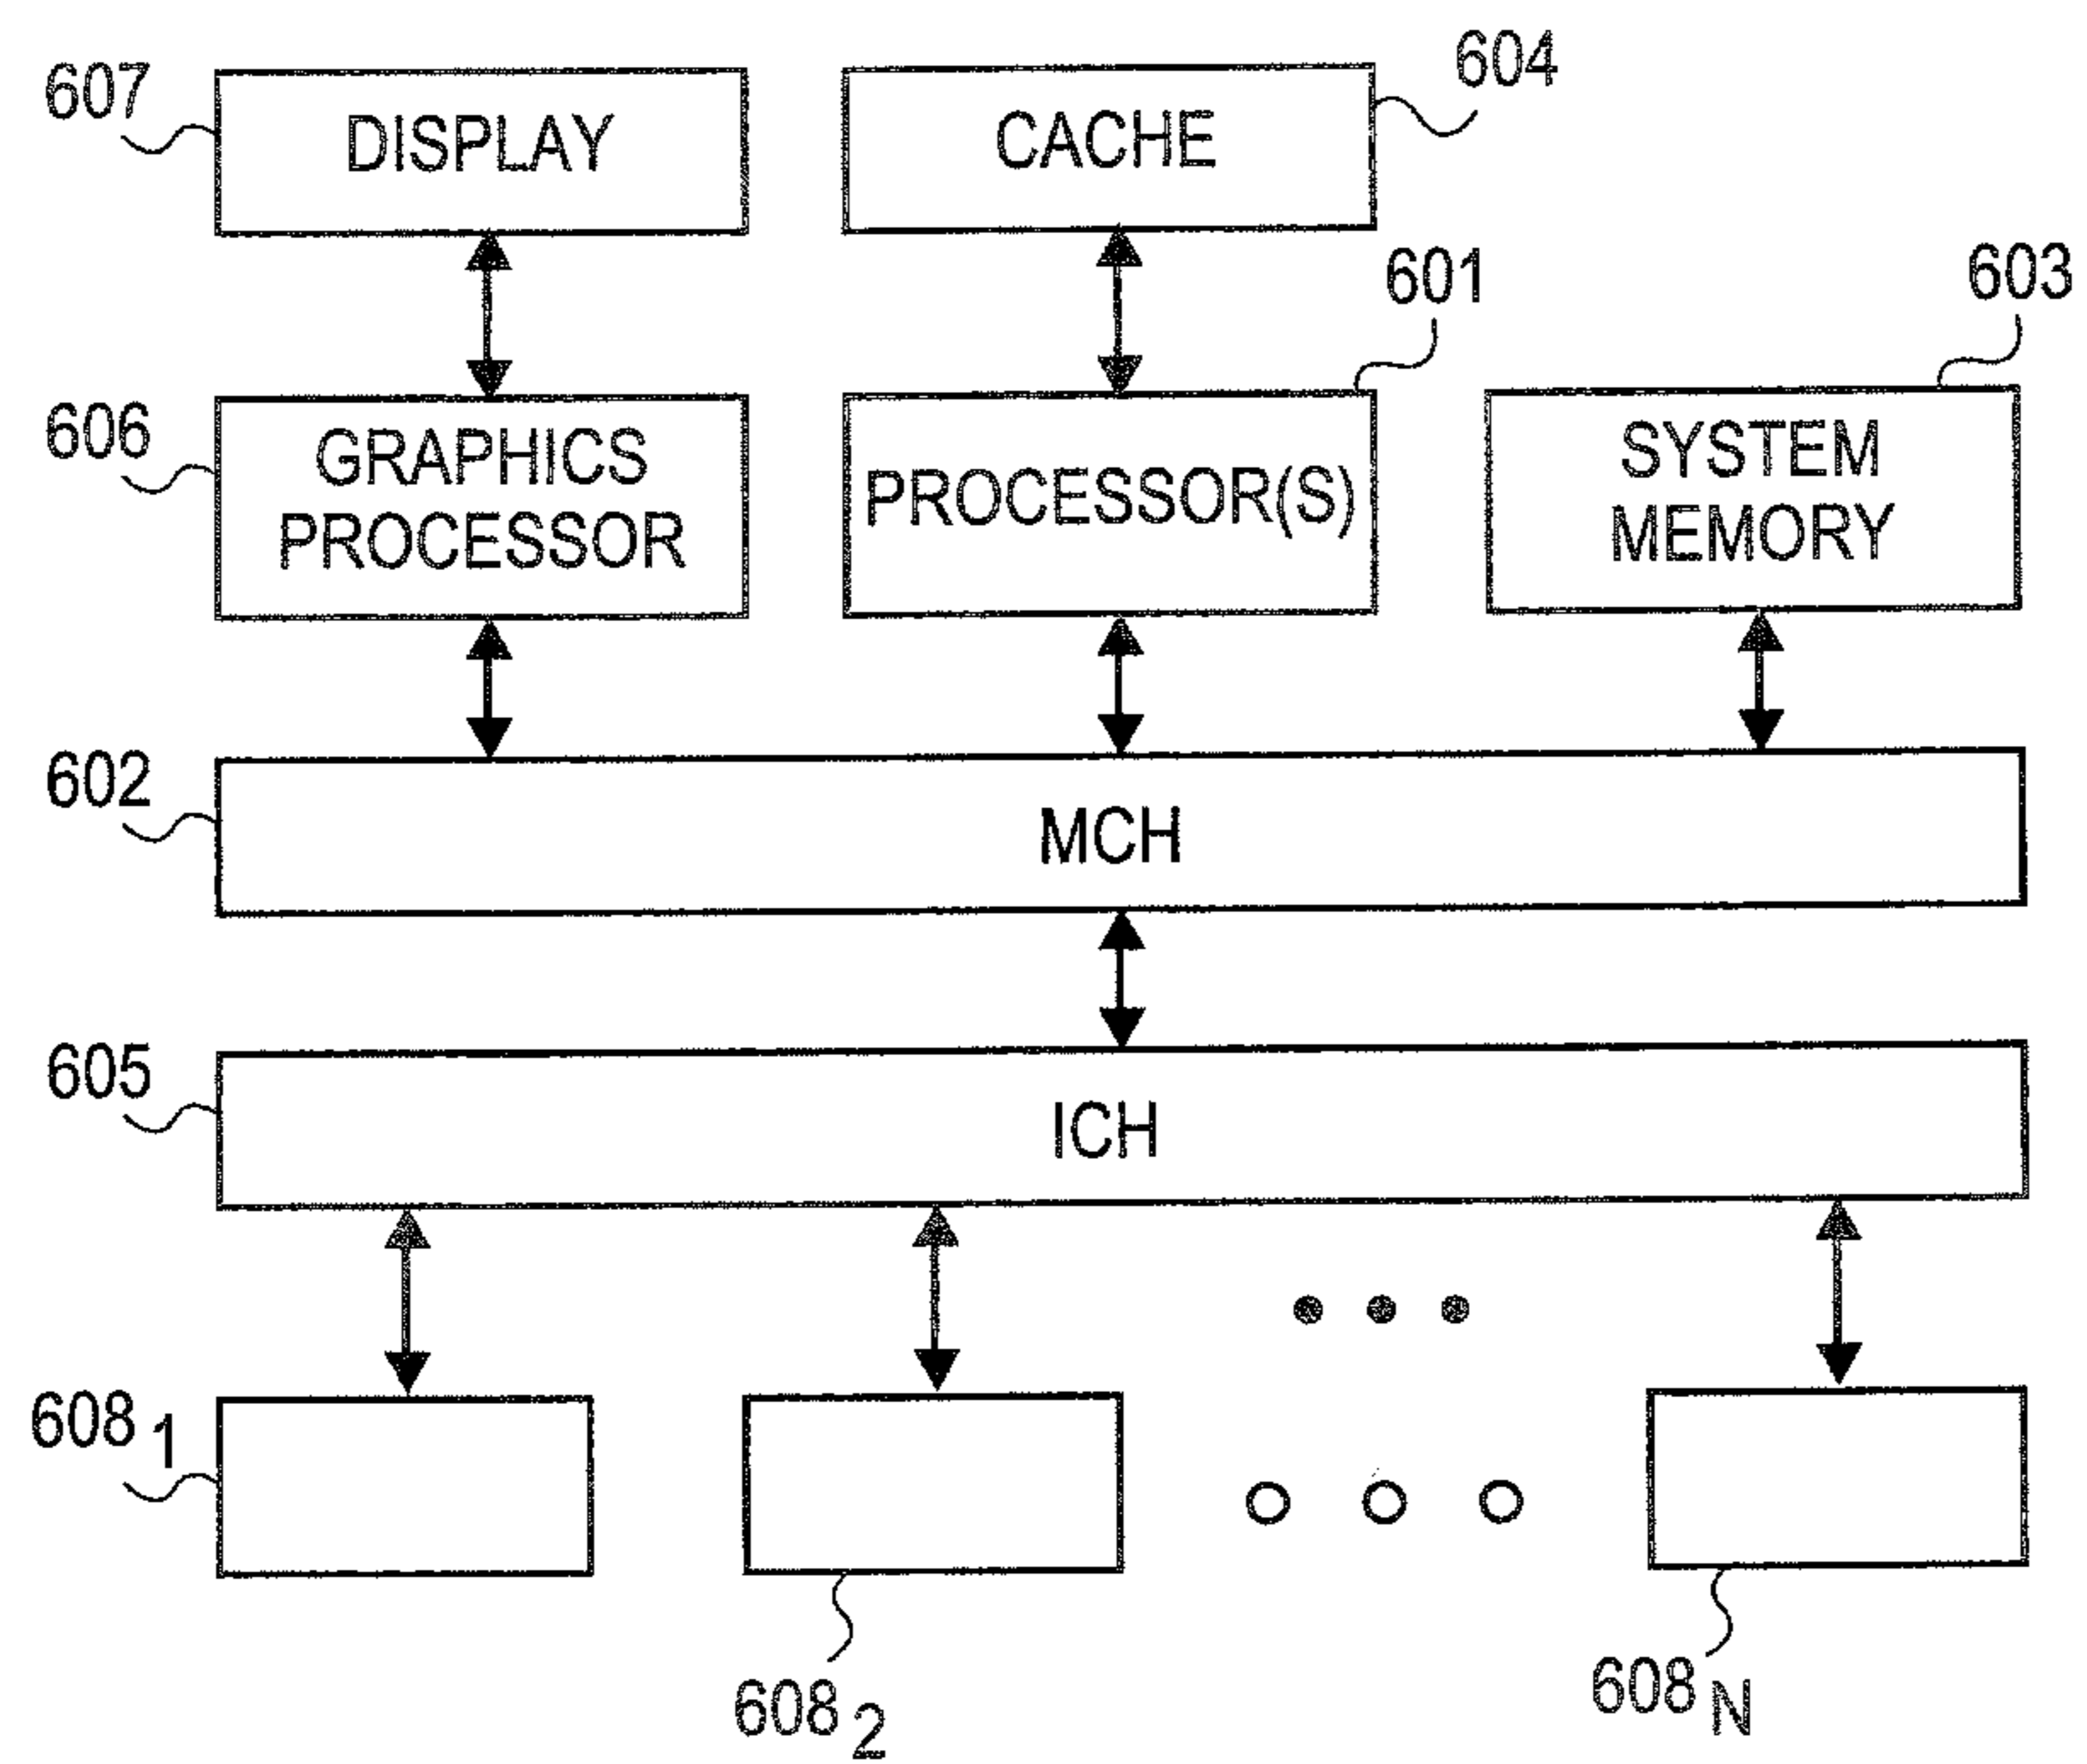 607
DISPLAY
CACHE
604
601
603
606
GRAPHICS
PROCESSOR
PROCESSOR(S)
SYSTEM
MEMORY
602
MCH
605
ICH
608 1
608 2
608 N